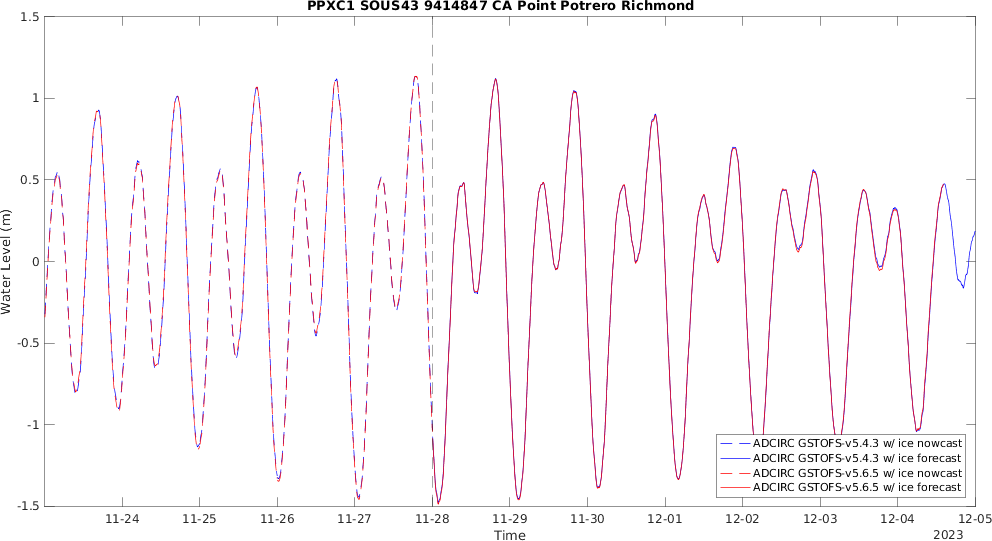 PPXC1 SOUS43 9414847 CA Point Potrero Richmond
1.5
1
0.5
0
-0.5
-1
-1.5
Water Level (m)
ADCIRC GSTOFS-v5.4.3 w/ ice nowcast
ADCIRC GSTOFS-v5.4.3 w/ ice forecast
ADCIRC GSTOFS-v5.6.5 w/ ice nowcast
ADCIRC GSTOFS-v5.6.5 w/ ice forecast
11-24 11-25 11-26 11-27 11-28 11-29 11-30 12-01 12-02 12-03 12-04 12-05
Time 2023